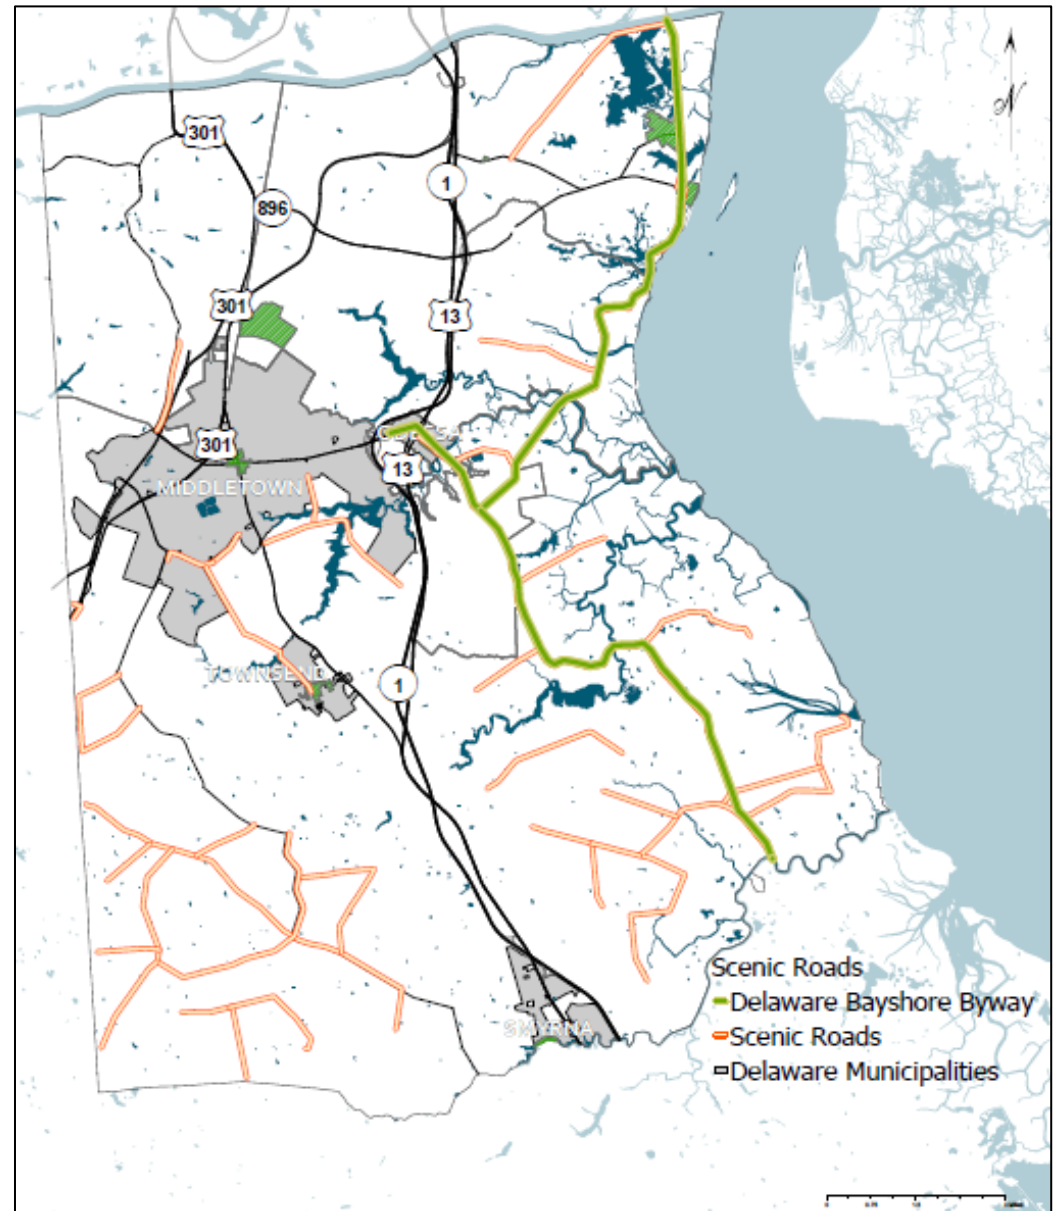 N
301
1
896
301
13
301
13
MIDDLETOWN
TOWNSEND
1
SMYRNA
Scenic Roads
Delaware Bayshore Byway
Scenic Roads
Delaware Municipalities